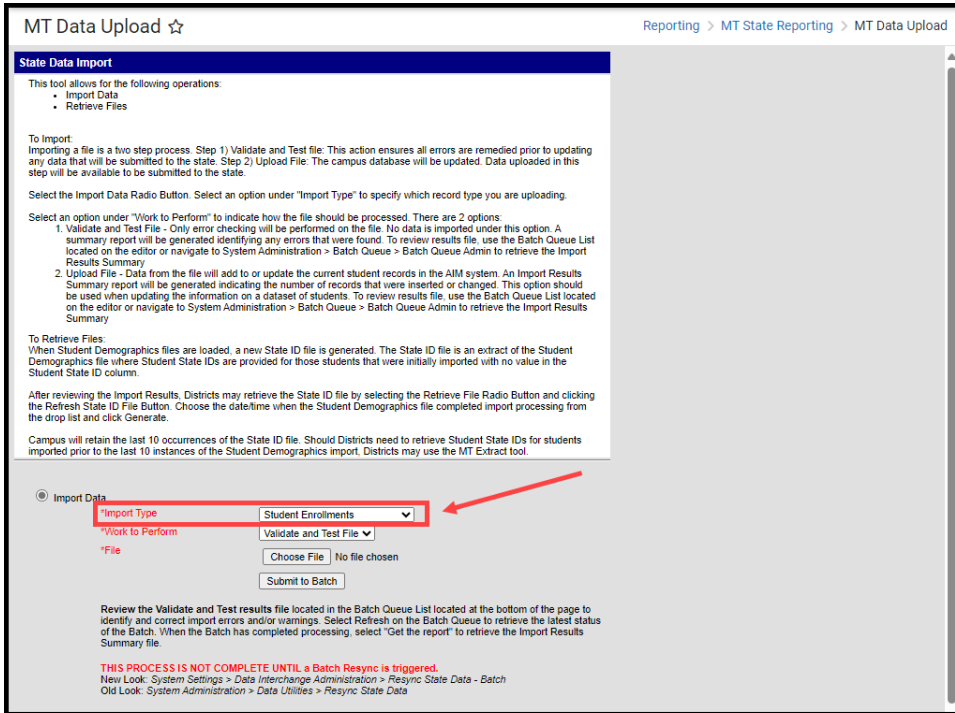 MT Data Upload ☆
Reporting > MT State Reporting > MT Data Upload
State Data Import
This tool allows for the following operations:
• Import Data
• Retrieve Files
To Import:
Importing a file is a two step process. Step 1) Validate and Test file: This action ensures all errors are remedied prior to updating
any data that will be submitted to the state. Step 2) Upload File: The campus database will be updated. Data uploaded in this
step will be available to be submitted to the state.
Select the Import Data Radio Button. Select an option under "Import Type" to specify which record type you are uploading.
Select an option under "Work to Perform" to indicate how the file should be processed. There are 2 options:
1. Validate and Test File - Only error checking will be performed on the file. No data is imported under this option. A
summary report will be generated identifying any errors that were found. To review results file, use the Batch Queue List
located on the editor or navigate to System Administration > Batch Queue > Batch Queue Admin to retrieve the Import
Results Summary
2. Upload File - Data from the file will add to or update the current student records in the AIM system. An Import Results
Summary report will be generated indicating the number of records that were inserted or changed. This option should
be used when updating the information on a dataset of students. To review results file, use the Batch Queue List located
on the editor or navigate to System Administration > Batch Queue > Batch Queue Admin to retrieve the Import Results
Summary
To Retrieve Files:
When Student Demographics files are loaded, a new State ID file is generated. The State ID file is an extract of the Student
Demographics file where Student State IDs are provided for those students that were initially imported with no value in the
Student State ID column.
After reviewing the Import Results, Districts may retrieve the State ID file by selecting the Retrieve File Radio Button and clicking
the Refresh State ID File Button. Choose the date/time when the Student Demographics file completed import processing from
the drop list and click Generate.
Campus will retain the last 10 occurrences of the State ID file. Should Districts need to retrieve Student State IDs for students
imported prior to the last 10 instances of the Student Demographics import, Districts may use the MT Extract tool.
Import Data
*Import Type Student Enrollments
*Work to Perform Validate and Test File
*File Choose File No file chosen
Submit to Batch
Review the Validate and Test results file located in the Batch Queue List located at the bottom of the page to
identify and correct import errors and/or warnings. Select Refresh on the Batch Queue to retrieve the latest status
of the Batch. When the Batch has completed processing, select "Get the report" to retrieve the Import Results
Summary file.
THIS PROCESS IS NOT COMPLETE UNTIL a Batch Resync is triggered.
New Look: System Settings > Data Interchange Administration > Resync State Data - Batch
Old Look: System Administration > Data Utilities > Resync State Data